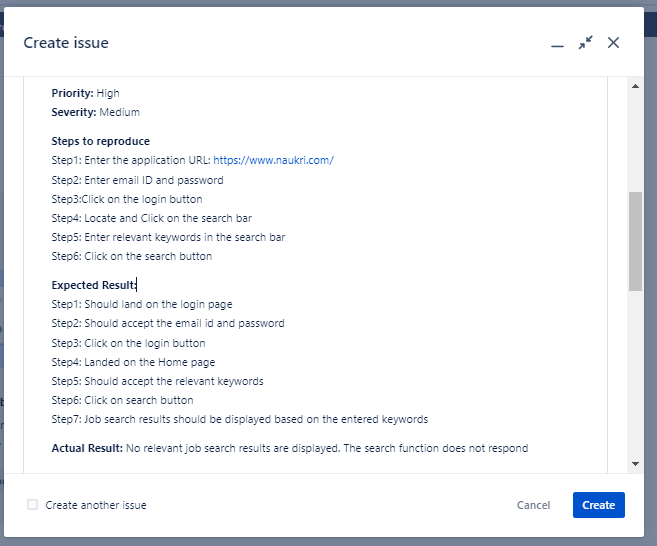 Create issue
Priority: High
Severity: Medium
Steps to reproduce
Step1: Enter the application URL: https://www.naukri.com/
Step2: Enter email ID and password
Step3:Click on the login button
Step4: Locate and Click on the search bar
Step5: Enter relevant keywords in the search bar
Step6: Click on the search button
Expected Result:
Step1: Should land on the login page
Step2: Should accept the email id and password
Step3: Click on the login button
Step4: Landed on the Home page
Step5: Should accept the relevant keywords
Step6: Click on search button
Step7: Job search results should be displayed based on the entered keywords
Actual Result: No relevant job search results are displayed. The search function does not respond
Create another issue
Cancel
Create